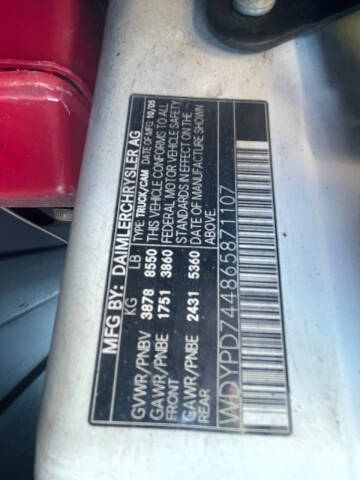 MFG BY: DAIMLERCHRYSLER AG
KG LB TYPE: TRUCK/CAM DATE OF MFG 10/05
GVWR/PNBV 3878 8550 THIS VEHICLE CONFORMS TO ALL
GAWR/PNBE 1751 3860 FEDERAL MOTOR VEHICLE SAFETY
FRONT STANDARDS IN EFFECT ON THE
GAWR/PNBE 2431 5360 DATE OF MANUFACTURE SHOWN
REAR ABOVE.
WDYPD744865871107